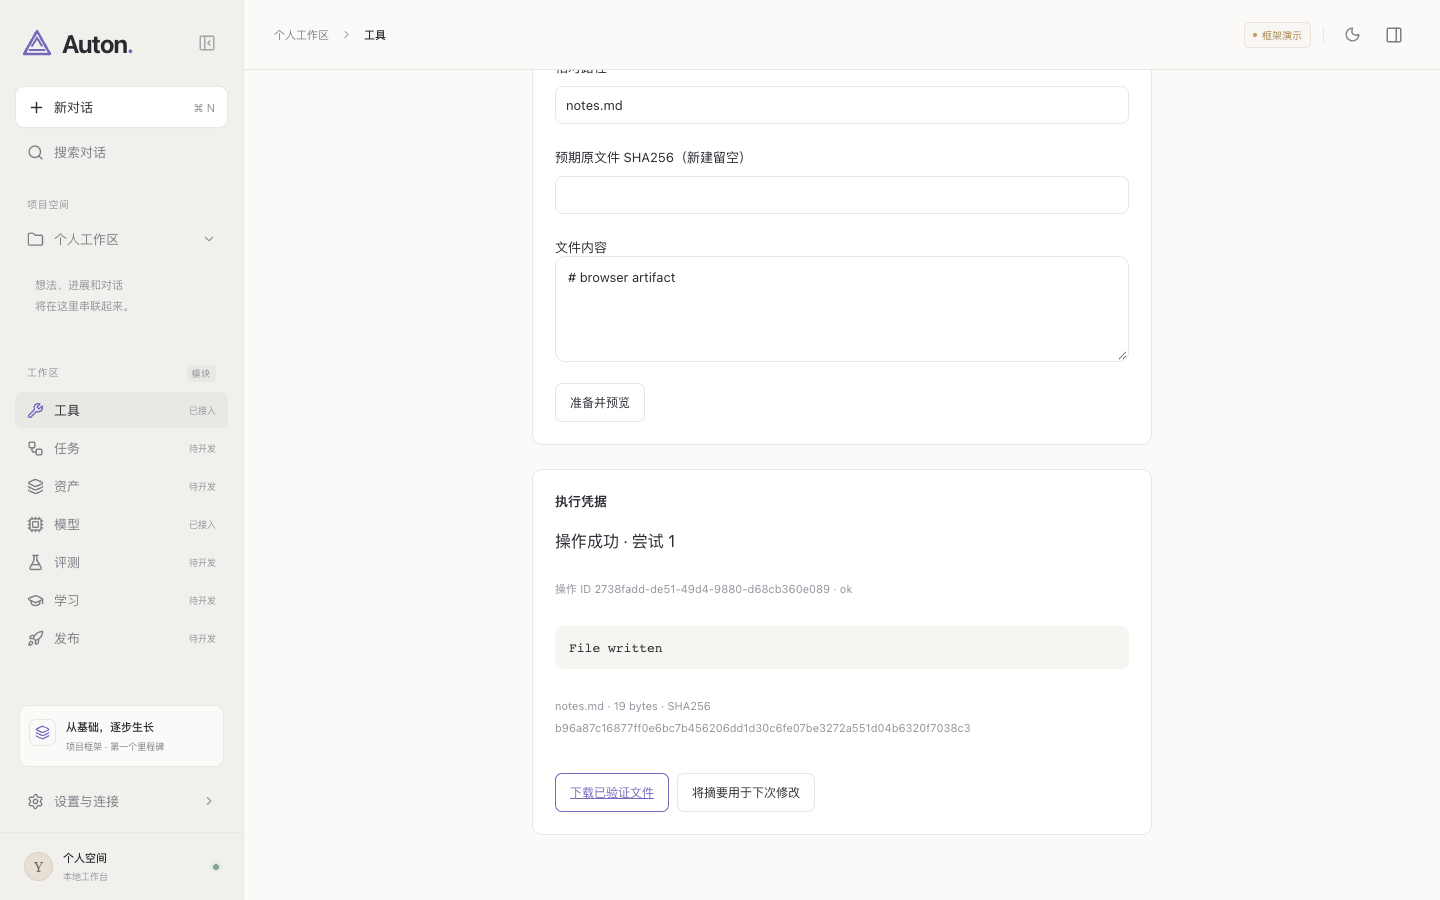 Auton.
新对话
⌘ N
搜索对话
项目空间
个人工作区
想法、进展和对话
将在这里串联起来。
工作区
模块
工具
已接入
任务
待开发
资产
待开发
模型
已接入
评测
待开发
学习
待开发
发布
待开发
从基础，逐步生长
项目框架 · 第一个里程碑
设置与连接
Y
个人空间
本地工作台
个人工作区
工具
框架演示
相对路径
notes.md
预期原文件 SHA256（新建留空）
文件内容
# browser artifact
准备并预览
执行凭据
操作成功 · 尝试 1
操作 ID 2738fadd-de51-49d4-9880-d68cb360e089 · ok
File written
notes.md · 19 bytes · SHA256
b96a87c16877ff0e6bc7b456206dd1d30c6fe07be3272a551d04b6320f7038c3
下载已验证文件
将摘要用于下次修改